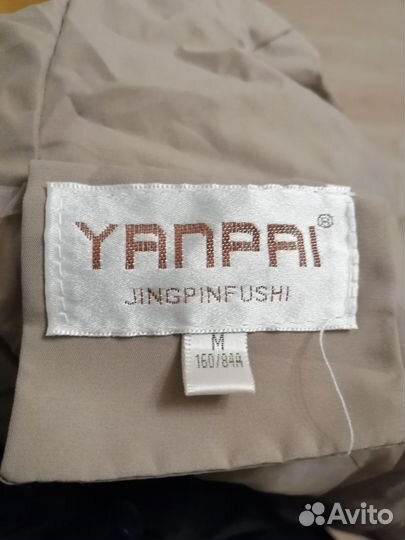 YANPAI®
JINGPINFUSHI
M
160/84A
Avito